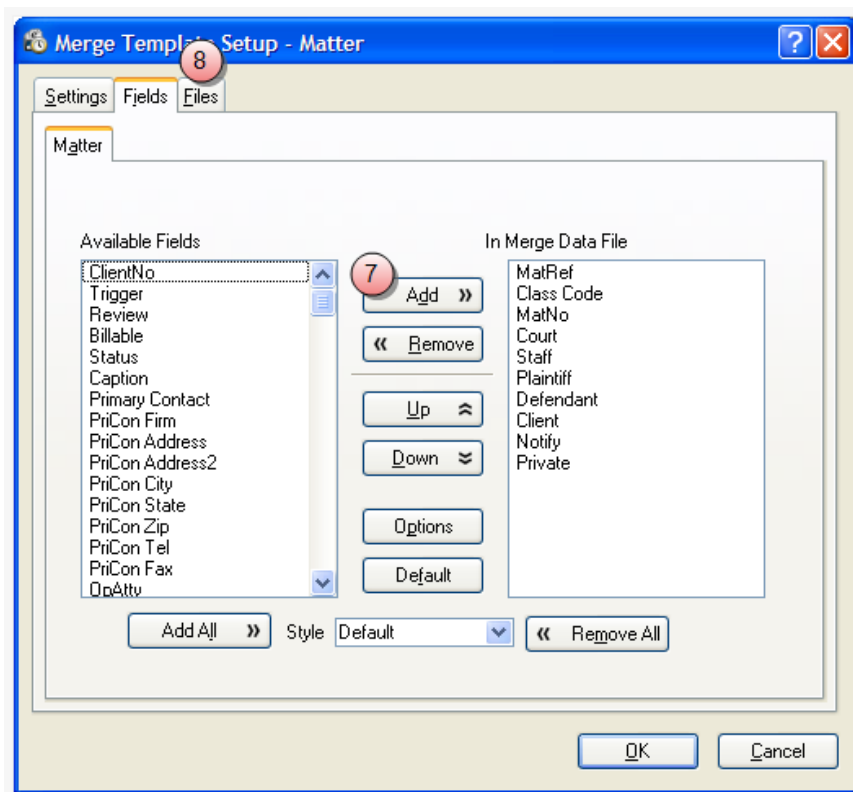 Merge Template Setup - Matter
8
Settings Fields Files
Matter
Available Fields
ClientNo
Trigger
Review
Billable
Status
Caption
Primary Contact
PriCon Firm
PriCon Address
PriCon Address2
PriCon City
PriCon State
PriCon Zip
PriCon Tel
PriCon Fax
OpAtty
7
Add »
« Remove
Up
Down
Options
Default
In Merge Data File
MatRef
Class Code
MatNo
Court
Staff
Plaintiff
Defendant
Client
Notify
Private
Add All » Style Default « Remove All
OK Cancel